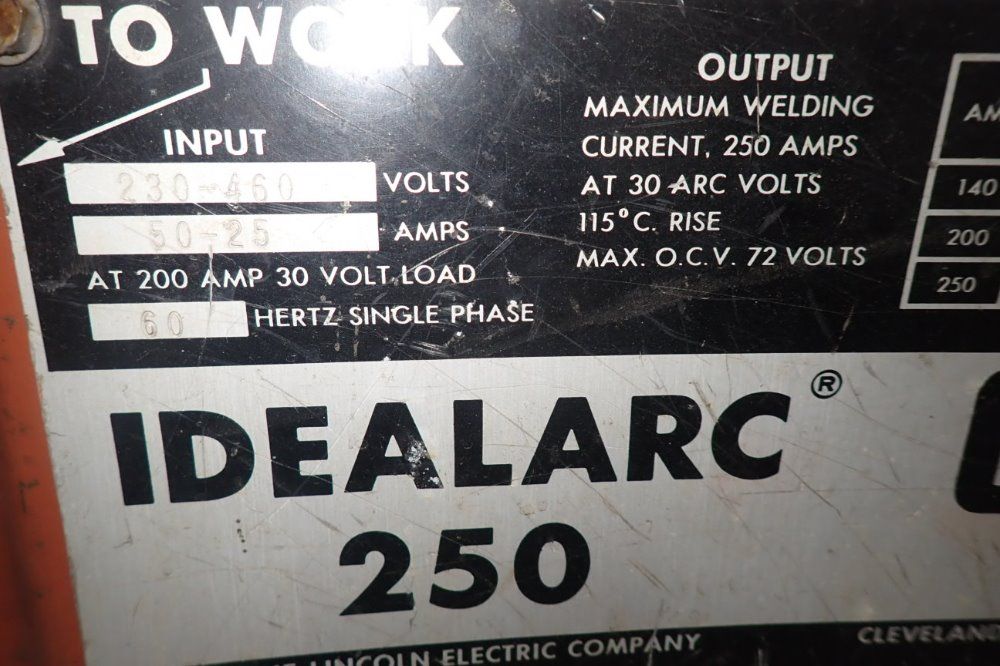 TO WORK
INPUT
230-460 VOLTS
50-25 AMPS
AT 200 AMP 30 VOLT LOAD
60 HERTZ SINGLE PHASE
OUTPUT
MAXIMUM WELDING
CURRENT, 250 AMPS
AT 30 ARC VOLTS
115°C. RISE
MAX. O.C.V. 72 VOLTS
140
200
250
IDEALARC®
250
LINCOLN ELECTRIC COMPANY